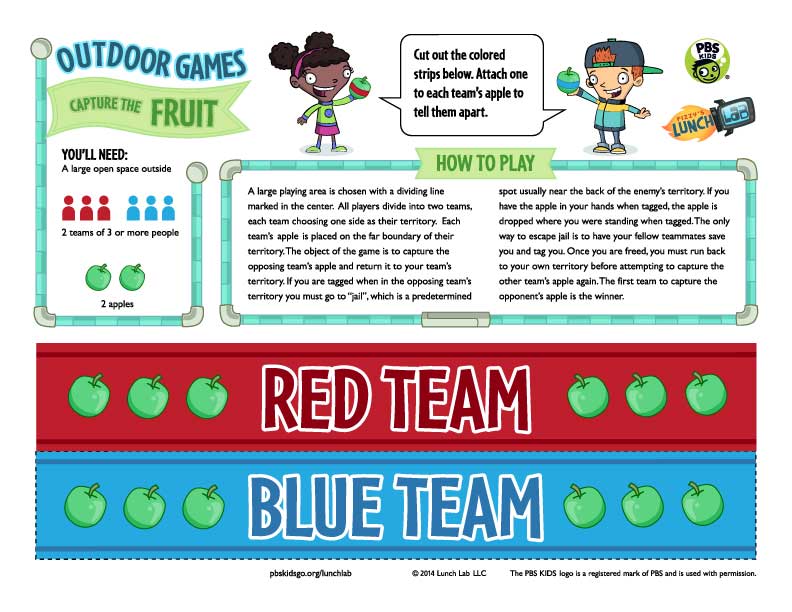 OUTDOOR GAMES
CAPTURE THE FRUIT
YOU'LL NEED:
A large open space outside
2 teams of 3 or more people
2 apples
Cut out the colored
strips below. Attach one
to each team's apple to
tell them apart.
PBS
KIDS
FIZZY'S
LUNCH LAB
HOW TO PLAY
A large playing area is chosen with a dividing line
marked in the center. All players divide into two teams,
each team choosing one side as their territory. Each
team's apple is placed on the far boundary of their
territory. The object of the game is to capture the
opposing team's apple and return it to your team's
territory. If you are tagged when in the opposing team's
territory you must go to "jail", which is a predetermined
spot usually near the back of the enemy's territory. If you
have the apple in your hands when tagged, the apple is
dropped where you were standing when tagged. The only
way to escape jail is to have your fellow teammates save
you and tag you. Once you are freed, you must run back
to your own territory before attempting to capture the
other team's apple again. The first team to capture the
opponent's apple is the winner.
RED TEAM
BLUE TEAM
pbskidsgo.org/lunchlab
© 2014 Lunch Lab LLC
The PBS KIDS logo is a registered mark of PBS and is used with permission.